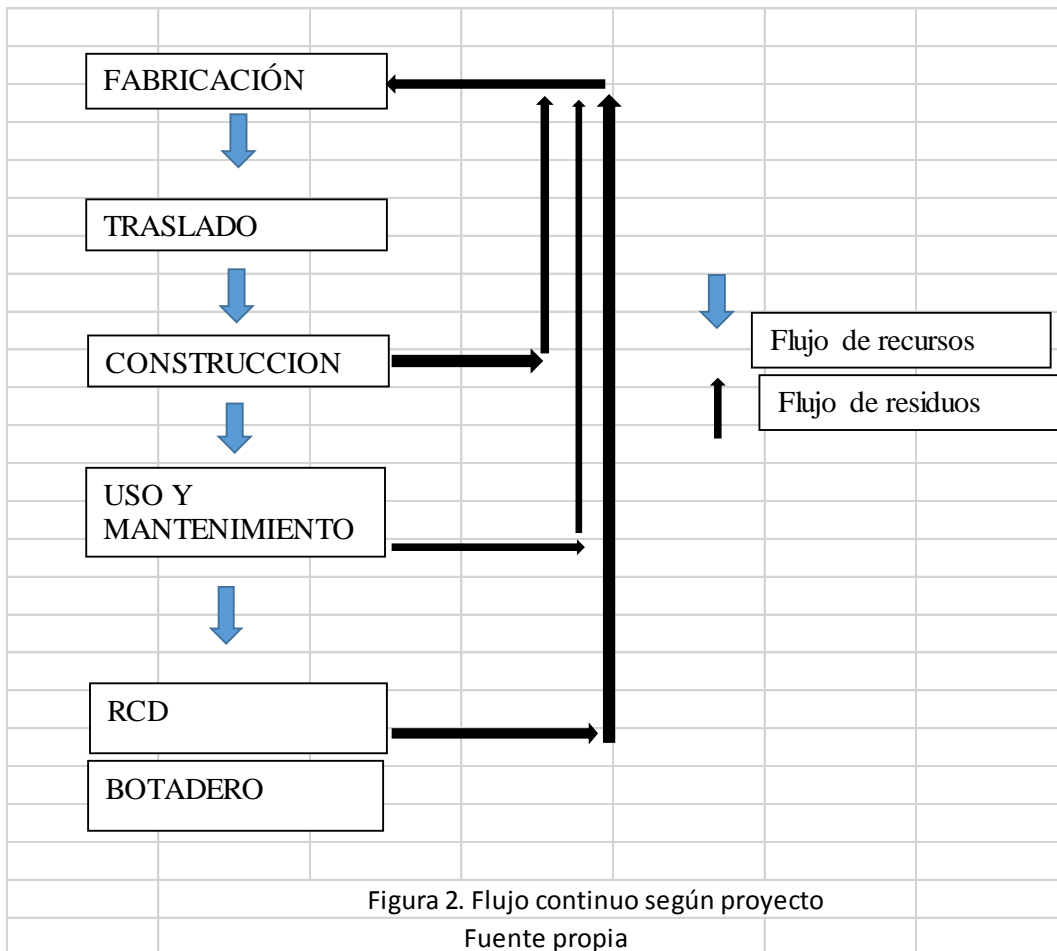 FABRICACIÓN
TRASLADO
CONSTRUCCION
USO Y
MANTENIMIENTO
RCD
BOTADERO
Flujo de recursos
Flujo de residuos
Figura 2. Flujo continuo según proyecto
Fuente propia